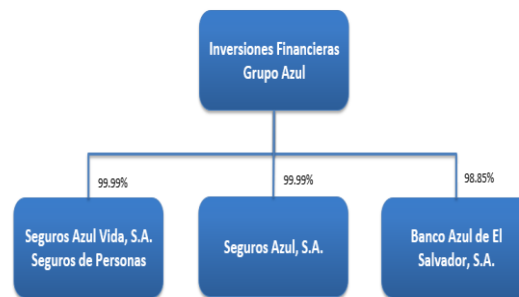 Inversiones Financieras
Grupo Azul
99.99%
99.99%
98.85%
Seguros Azul Vida, S.A.
Seguros de Personas
Seguros Azul, S.A.
Banco Azul de El
Salvador, S.A.